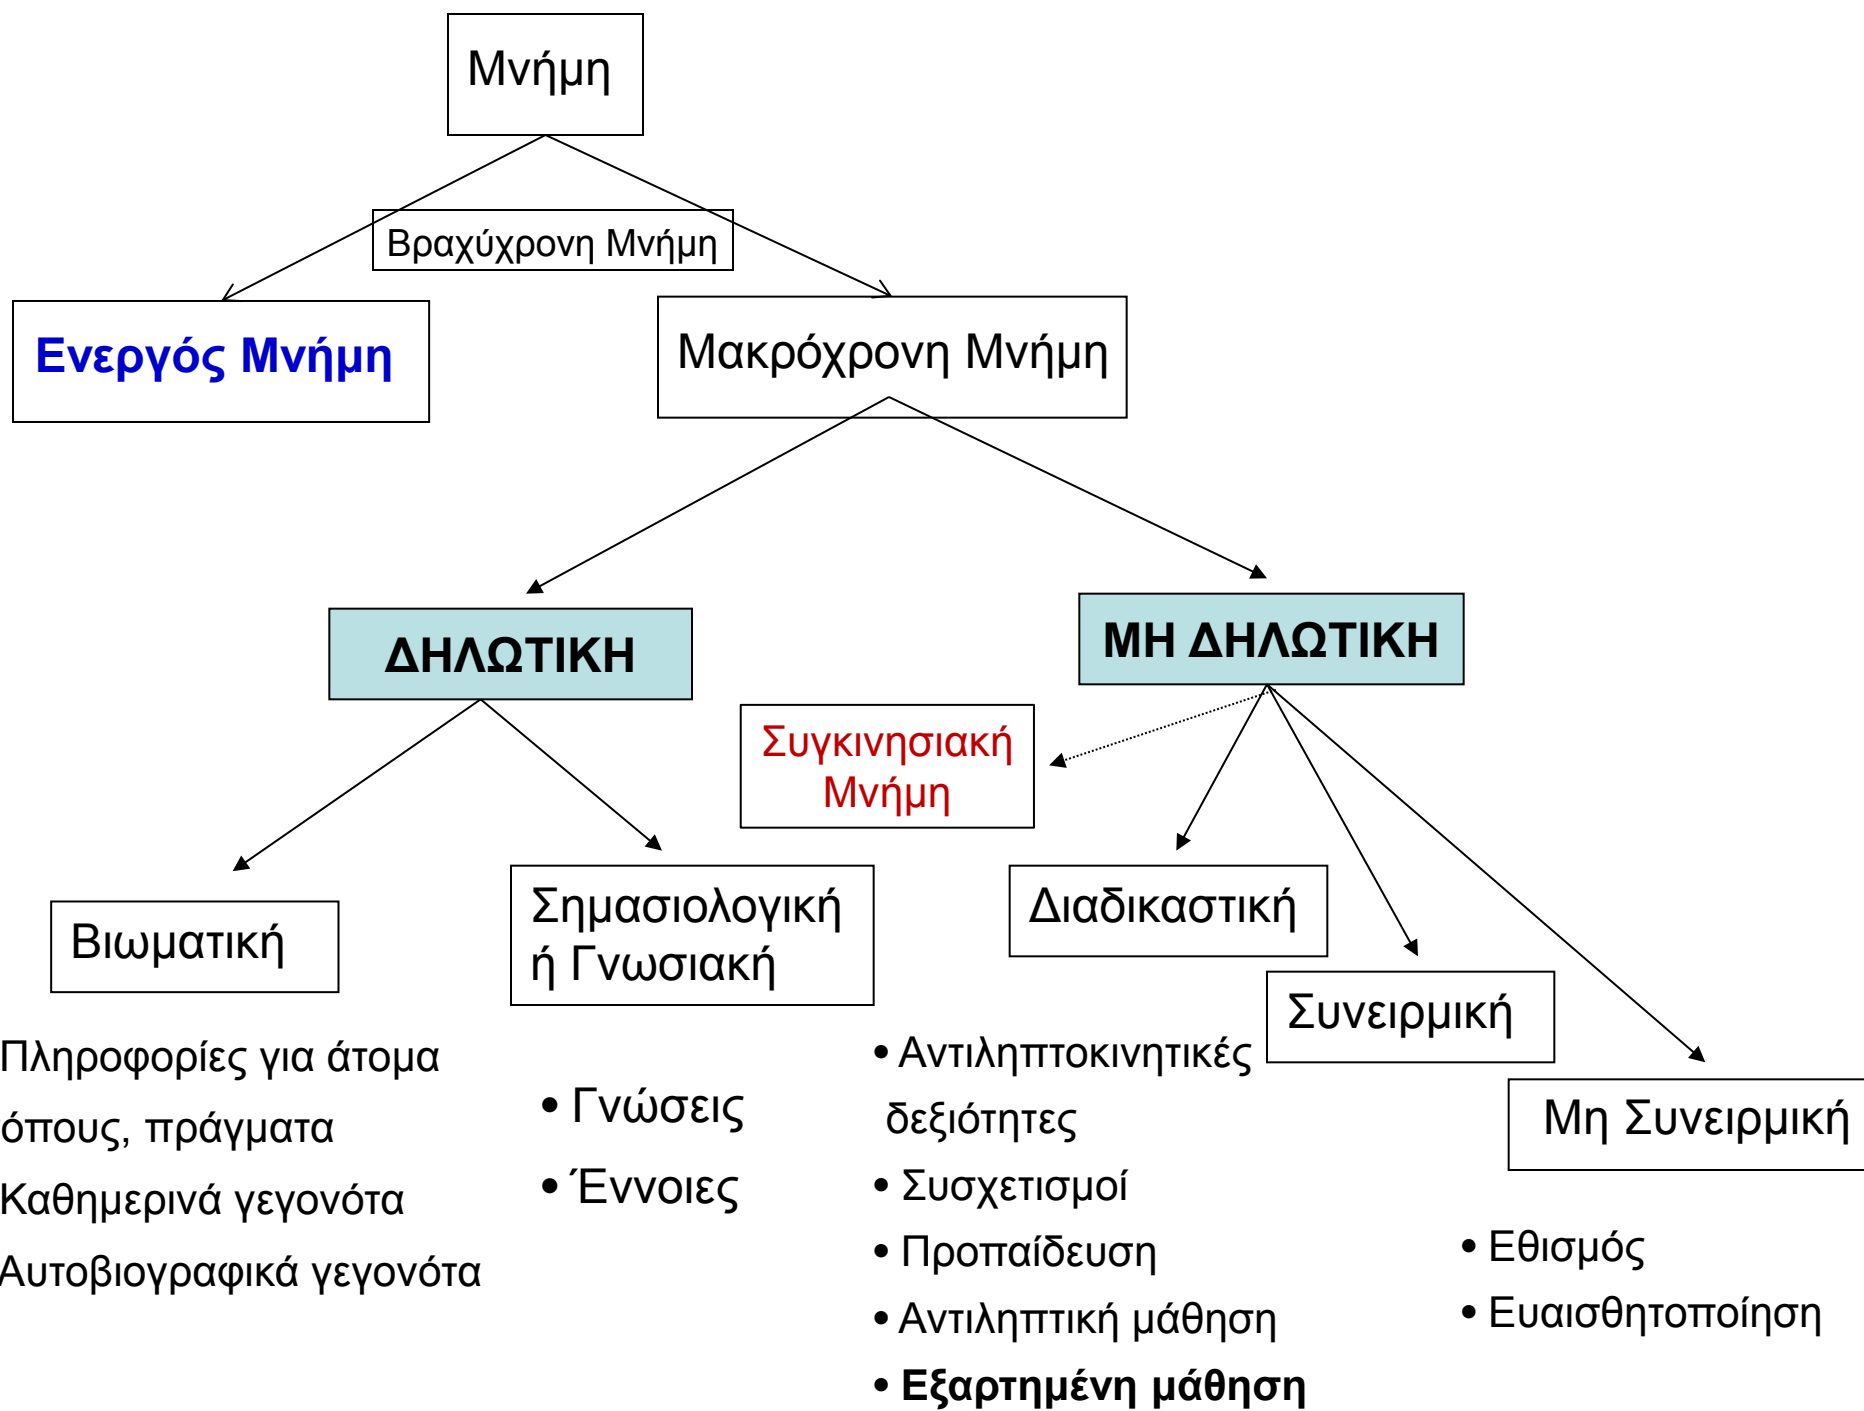 Μνήμη
Βραχύχρονη Μνήμη
Ενεργός Μνήμη
Μακρόχρονη Μνήμη
ΔΗΛΩΤΙΚΗ
ΜΗ ΔΗΛΩΤΙΚΗ
Συγκινησιακή
Μνήμη
Βιωματική
Σημασιολογική
ή Γνωσιακή
Διαδικαστική
Συνειρμική
Μη Συνειρμική
Πληροφορίες για άτομα
όπους, πράγματα
Καθημερινά γεγονότα
Αυτοβιογραφικά γεγονότα
• Γνώσεις
• Έννοιες
• Αντιληπτοκινητικές
δεξιότητες
• Συσχετισμοί
• Προπαίδευση
• Αντιληπτική μάθηση
• Εξαρτημένη μάθηση
• Εθισμός
• Ευαισθητοποίηση